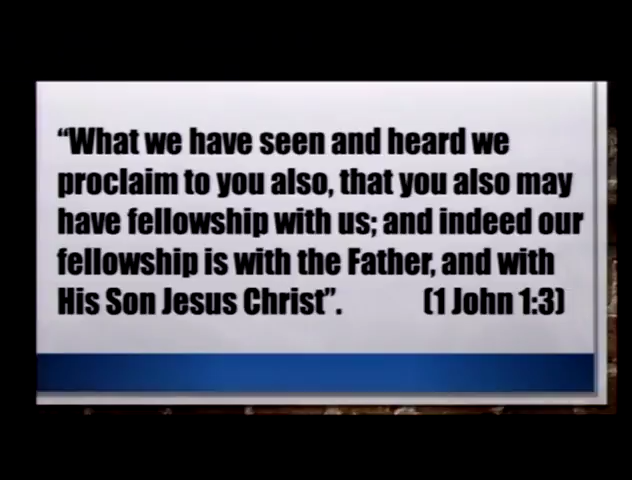 “What we have seen and heard we
proclaim to you also, that you also may
have fellowship with us; and indeed our
fellowship is with the Father, and with
His Son Jesus Christ”. (1 John 1:3)